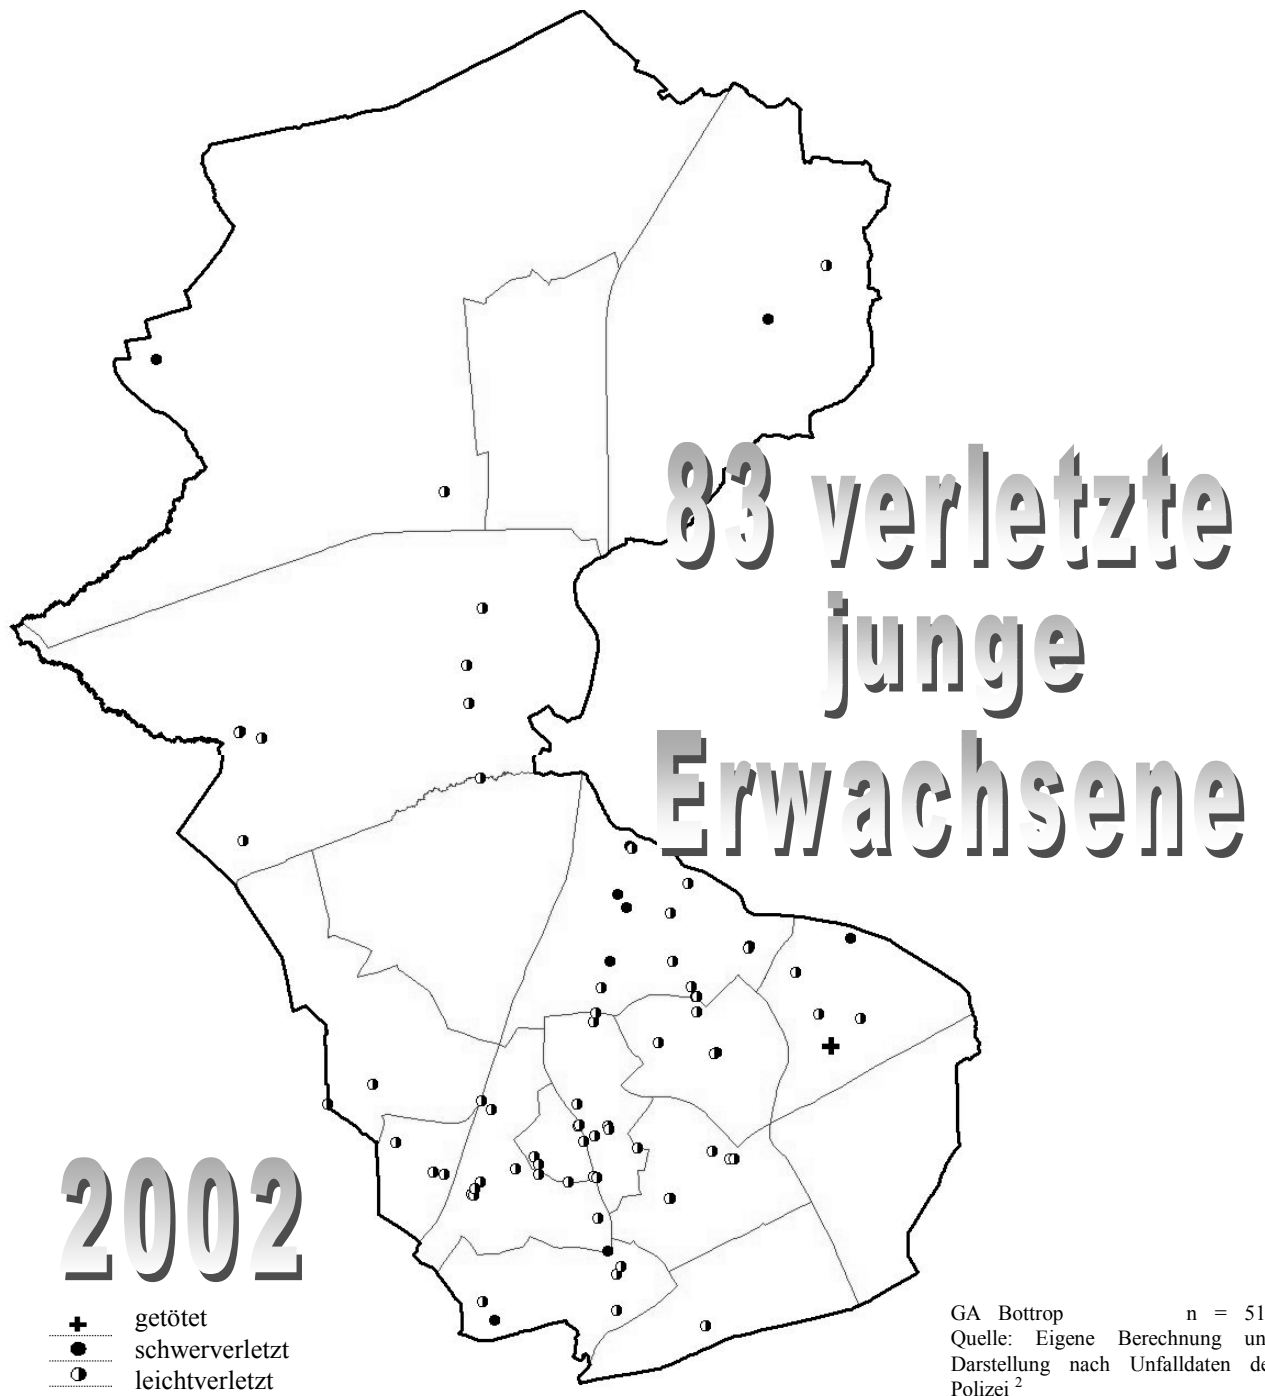 83 verletzte
junge
Erwachsene
2002
getötet
schwerverletzt
leichtverletzt
GA Bottrop n = 51
Quelle: Eigene Berechnung un
Darstellung nach Unfalldaten de
Polizei ²